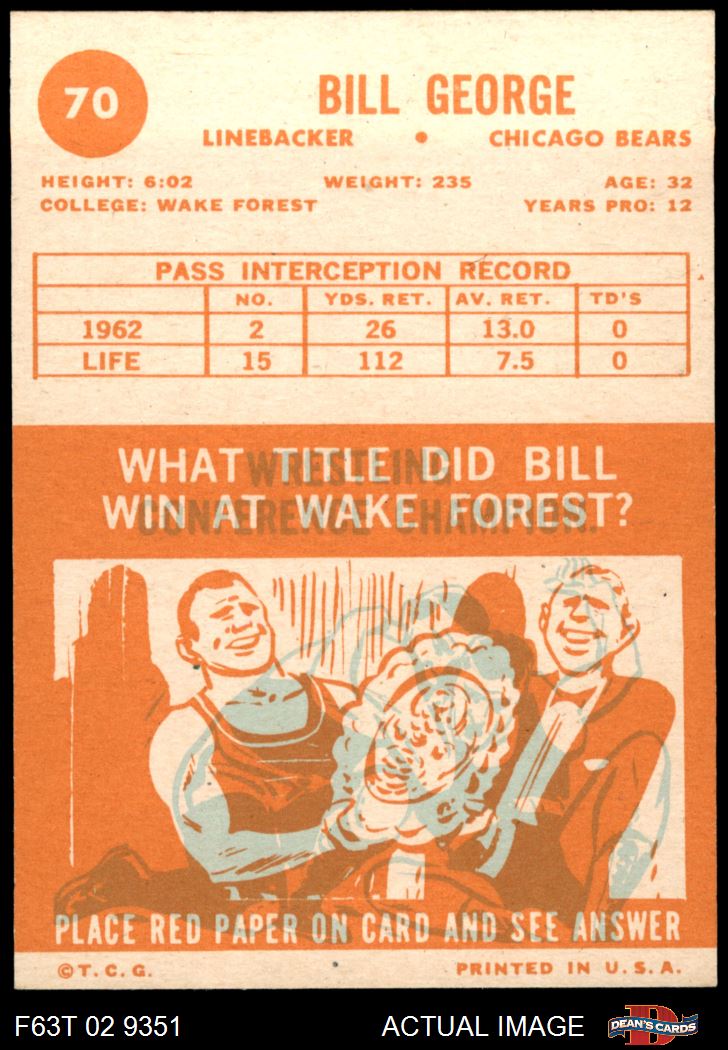 70
BILL GEORGE
LINEBACKER • CHICAGO BEARS
HEIGHT: 6:02 WEIGHT: 235 AGE: 32
COLLEGE: WAKE FOREST YEARS PRO: 12
PASS INTERCEPTION RECORD
NO. YDS. RET. AV. RET. TD'S
1962 2 26 13.0 0
LIFE 15 112 7.5 0
WHAT TITLE DID BILL
WRESTLING
WIN AT WAKE FOREST?
CONFERENCE CHAMPION.
PLACE RED PAPER ON CARD AND SEE ANSWER
©T.C.G. PRINTED IN U.S.A.
F63T 02 9351 ACTUAL IMAGE D DEAN'S CARDS